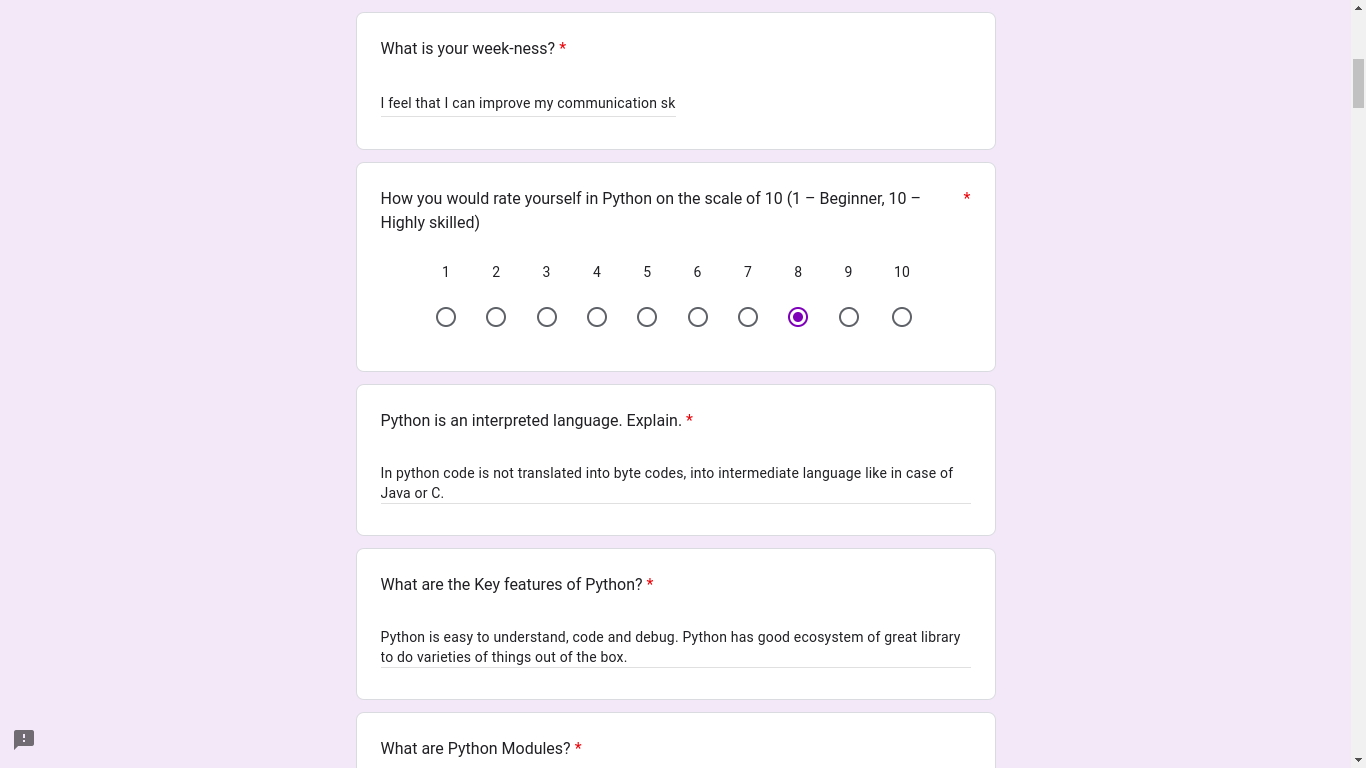 What is your week-ness? *
I feel that I can improve my communication sk
How you would rate yourself in Python on the scale of 10 (1 – Beginner, 10 – *
Highly skilled)
1 2 3 4 5 6 7 8 9 10
Python is an interpreted language. Explain. *
In python code is not translated into byte codes, into intermediate language like in case of
Java or C.
What are the Key features of Python? *
Python is easy to understand, code and debug. Python has good ecosystem of great library
to do varieties of things out of the box.
What are Python Modules? *